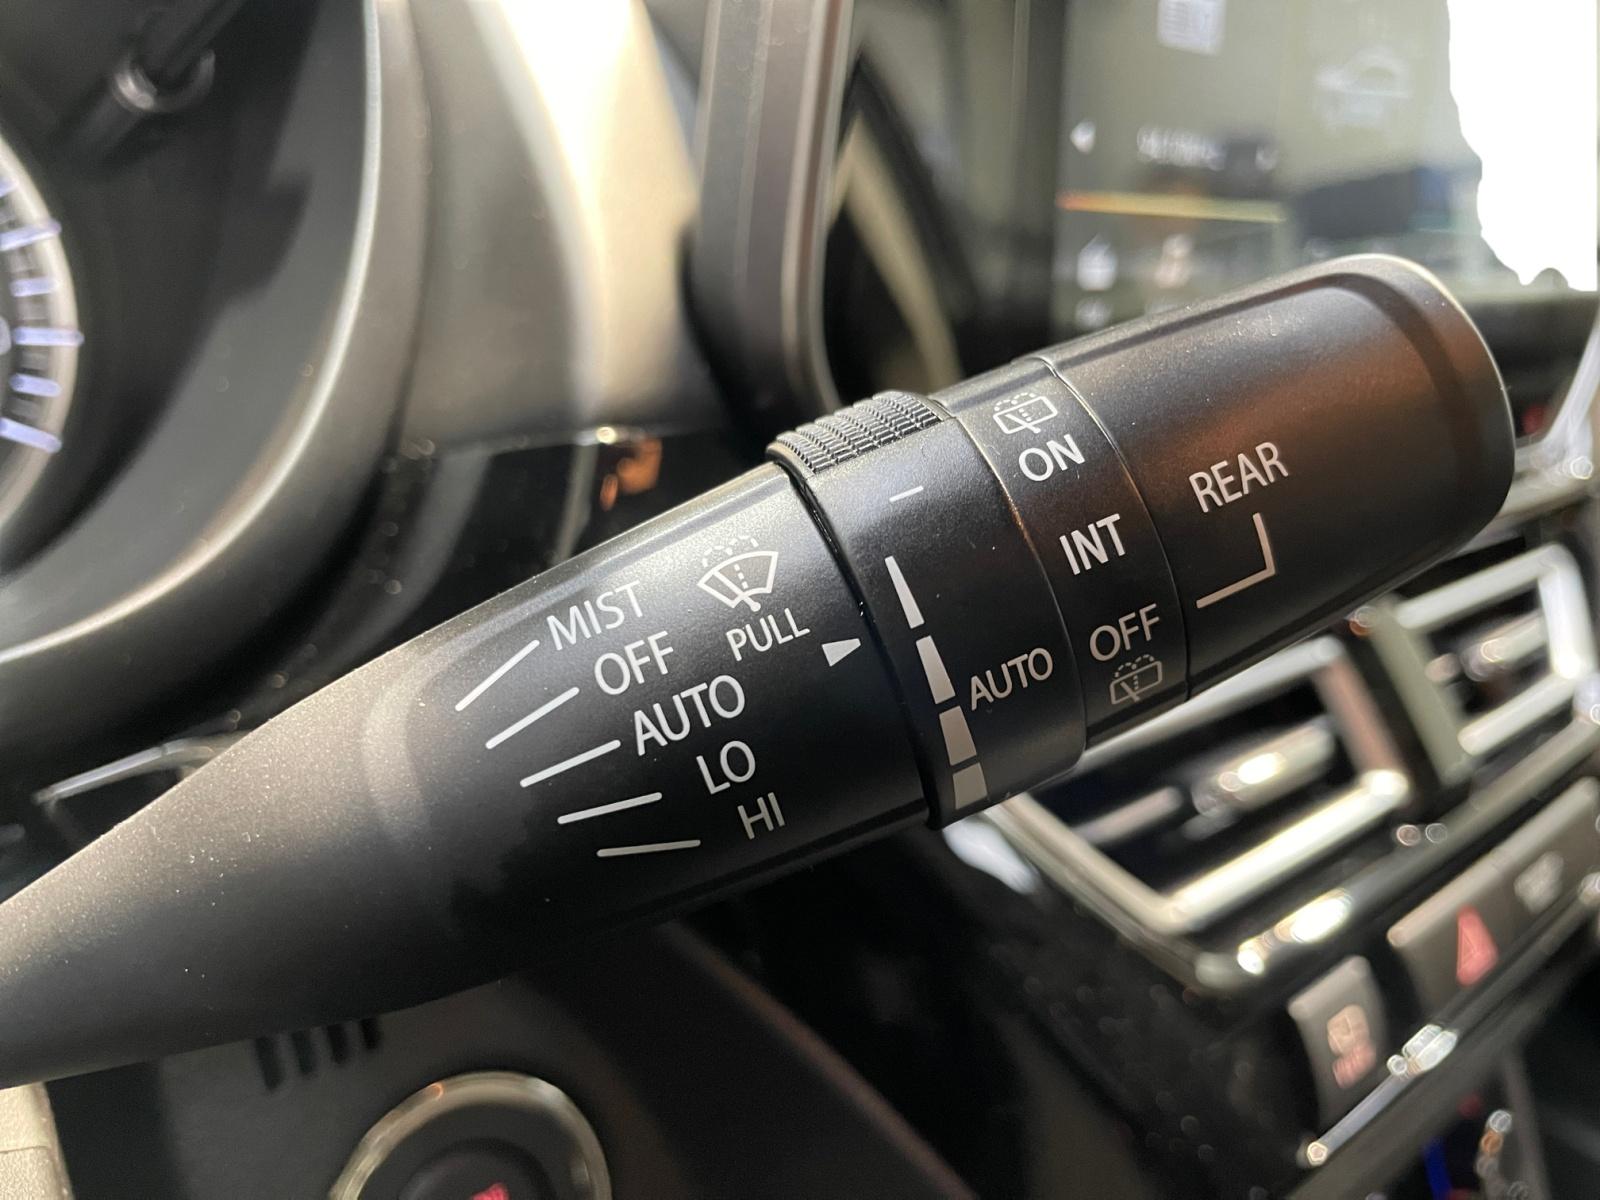 MIST
OFF
AUTO
LO
HI
PULL
AUTO
ON
INT
OFF
REAR